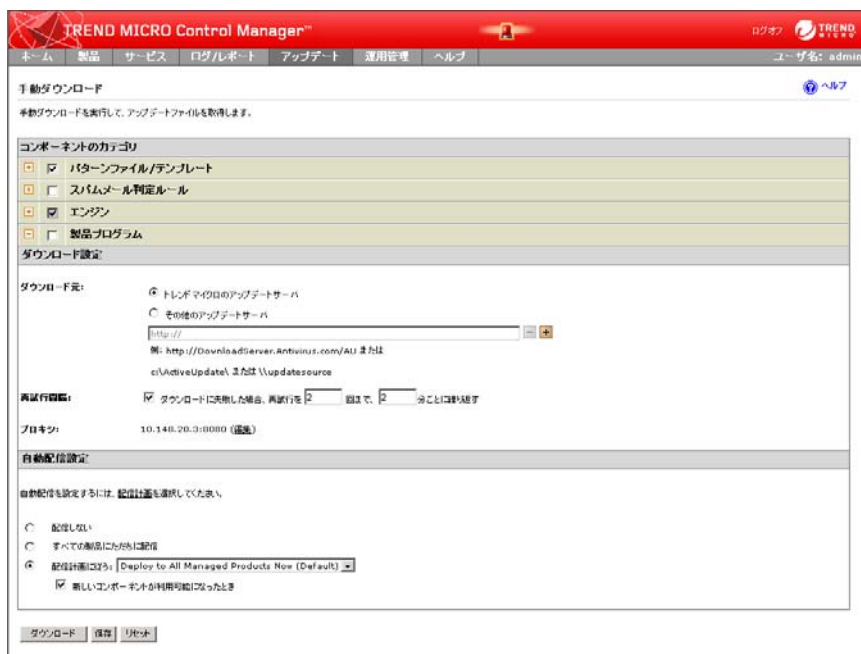 TREND MICRO Control Manager™
ログオフ
TREND MICRO
ホーム 製品 サービス ログ/レポート アップデート 運用管理 ヘルプ
ユーザ名: admin
手動ダウンロード
ヘルプ
手動ダウンロードを実行して、アップデートファイルを取得します。
コンポーネントのカテゴリ
パターンファイル/テンプレート
スパムメール判定ルール
エンジン
製品プログラム
ダウンロード設定
ダウンロード元:
トレンドマイクロのアップデートサーバ
その他のアップデートサーバ
http://
例: http://DownloadServer.Antivirus.com/AU または
c:\ActiveUpdate\ または \\updatesource
再試行間隔: ダウンロードに失敗した場合、再試行を 2 回まで、 2 分ごとに繰り返す
プロキシ: 10.148.20.3:8080 (編集)
自動配信設定
自動配信を設定するには、配信計画を選択してください。
配信しない
すべての製品にただちに配信
配信計画に従う: Deploy to All Managed Products Now (Default)
新しいコンポーネントが利用可能になったとき
ダウンロード 保存 リセット